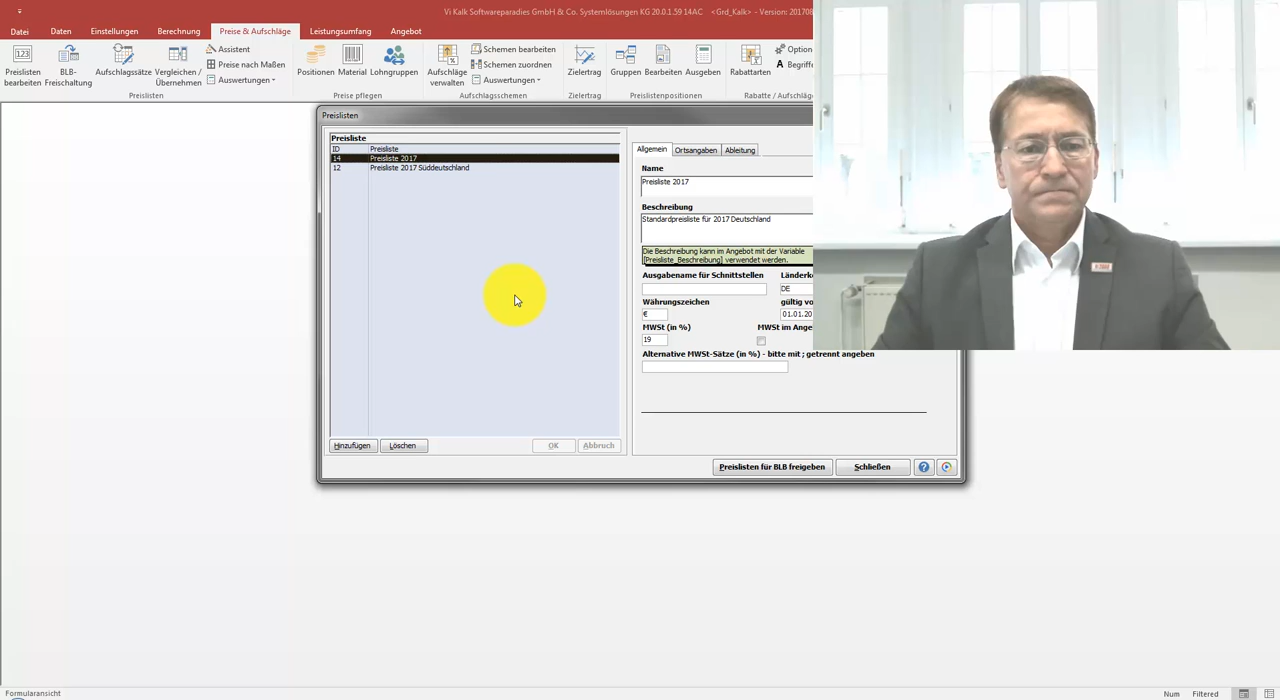 Vi Kalk Softwareparadies GmbH & Co. Systemlösungen KG 20.0.1.59 14AC <Grd_Kalk> - Version: 201708
Datei Daten Einstellungen Berechnung Preise & Aufschläge Leistungsumfang Angebot
Preislisten bearbeiten
BLB-Freischaltung
Aufschlagsätze
Vergleichen / Übernehmen
Assistent
Preise nach Maßen
Auswertungen
Preislisten
Positionen Material Lohngruppen
Preise pflegen
Aufschläge verwalten
Schemen bearbeiten
Schemen zuordnen
Auswertungen
Aufschlagsschemen
Zielertrag
Zielertrag
Gruppen Bearbeiten Ausgeben
Preislistenpositionen
Rabattarten
Option
Begriff
Rabatte / Aufschläge
Preislisten
Preisliste
ID Preisliste
14 Preisliste 2017
12 Preisliste 2017 Süddeutschland
Hinzufügen Löschen OK Abbruch
Allgemein Ortsangaben Ableitung
Name
Preisliste 2017
Beschreibung
Standardpreisliste für 2017 Deutschland
Die Beschreibung kann im Angebot mit der Variable
[Preisliste_Beschreibung] verwendet werden.
Ausgabename für Schnittstellen Länderk
DE
Währungszeichen gültig vo
€ 01.01.20
MWSt (in %) MWSt im Ange
19
Alternative MWSt-Sätze (in %) - bitte mit ; getrennt angeben
Preislisten für BLB freigeben Schließen
Formularansicht Num Filtered